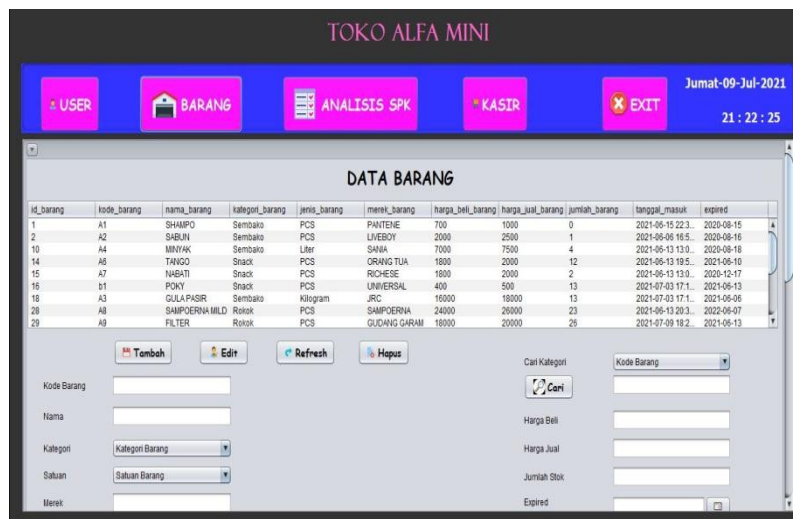 TOKO ALFA MINI
Jumat-09-Jul-2021
USER BARANG ANALISIS SPK KASIR EXIT
21 : 22 : 25
DATA BARANG
id_barang kode_barang nama_barang kategori_barang jenis_barang merek_barang harga_beli_barang harga_jual_barang jumlah_barang tanggal_masuk expired
1 A1 SHAMPO Sembako PCS PANTENE 700 1000 0 2021-06-15 22:3... 2020-08-15
2 A2 SABUN Sembako PCS LIVEBOY 2000 2500 1 2021-06-06 16:5... 2020-08-16
10 A4 MINYAK Sembako Liter SANIA 7000 7500 4 2021-06-13 13:0... 2020-08-18
14 A6 TANGO Snack PCS ORANG TUA 1800 2000 12 2021-06-13 19:5... 2021-06-10
15 A7 NABATI Snack PCS RICHESE 1800 2000 2 2021-06-13 13:0... 2020-12-17
16 b1 POKY Snack PCS UNIVERSAL 400 500 13 2021-07-03 17:1... 2021-06-13
18 A3 GULA PASIR Sembako Kilogram JRC 16000 18000 13 2021-07-03 17:1... 2021-06-06
28 A8 SAMPOERNA MILD Rokok PCS SAMPOERNA 24000 26000 23 2021-06-13 20:3... 2022-06-07
29 A9 FILTER Rokok PCS GUDANG GARAM 18000 20000 26 2021-07-09 18:2... 2021-06-13
Tambah Edit Refresh Hapus
Cari Kategori Kode Barang
Kode Barang
Cari
Nama
Harga Beli
Kategori Kategori Barang
Harga Jual
Satuan Satuan Barang
Jumlah Stok
Merek
Expired